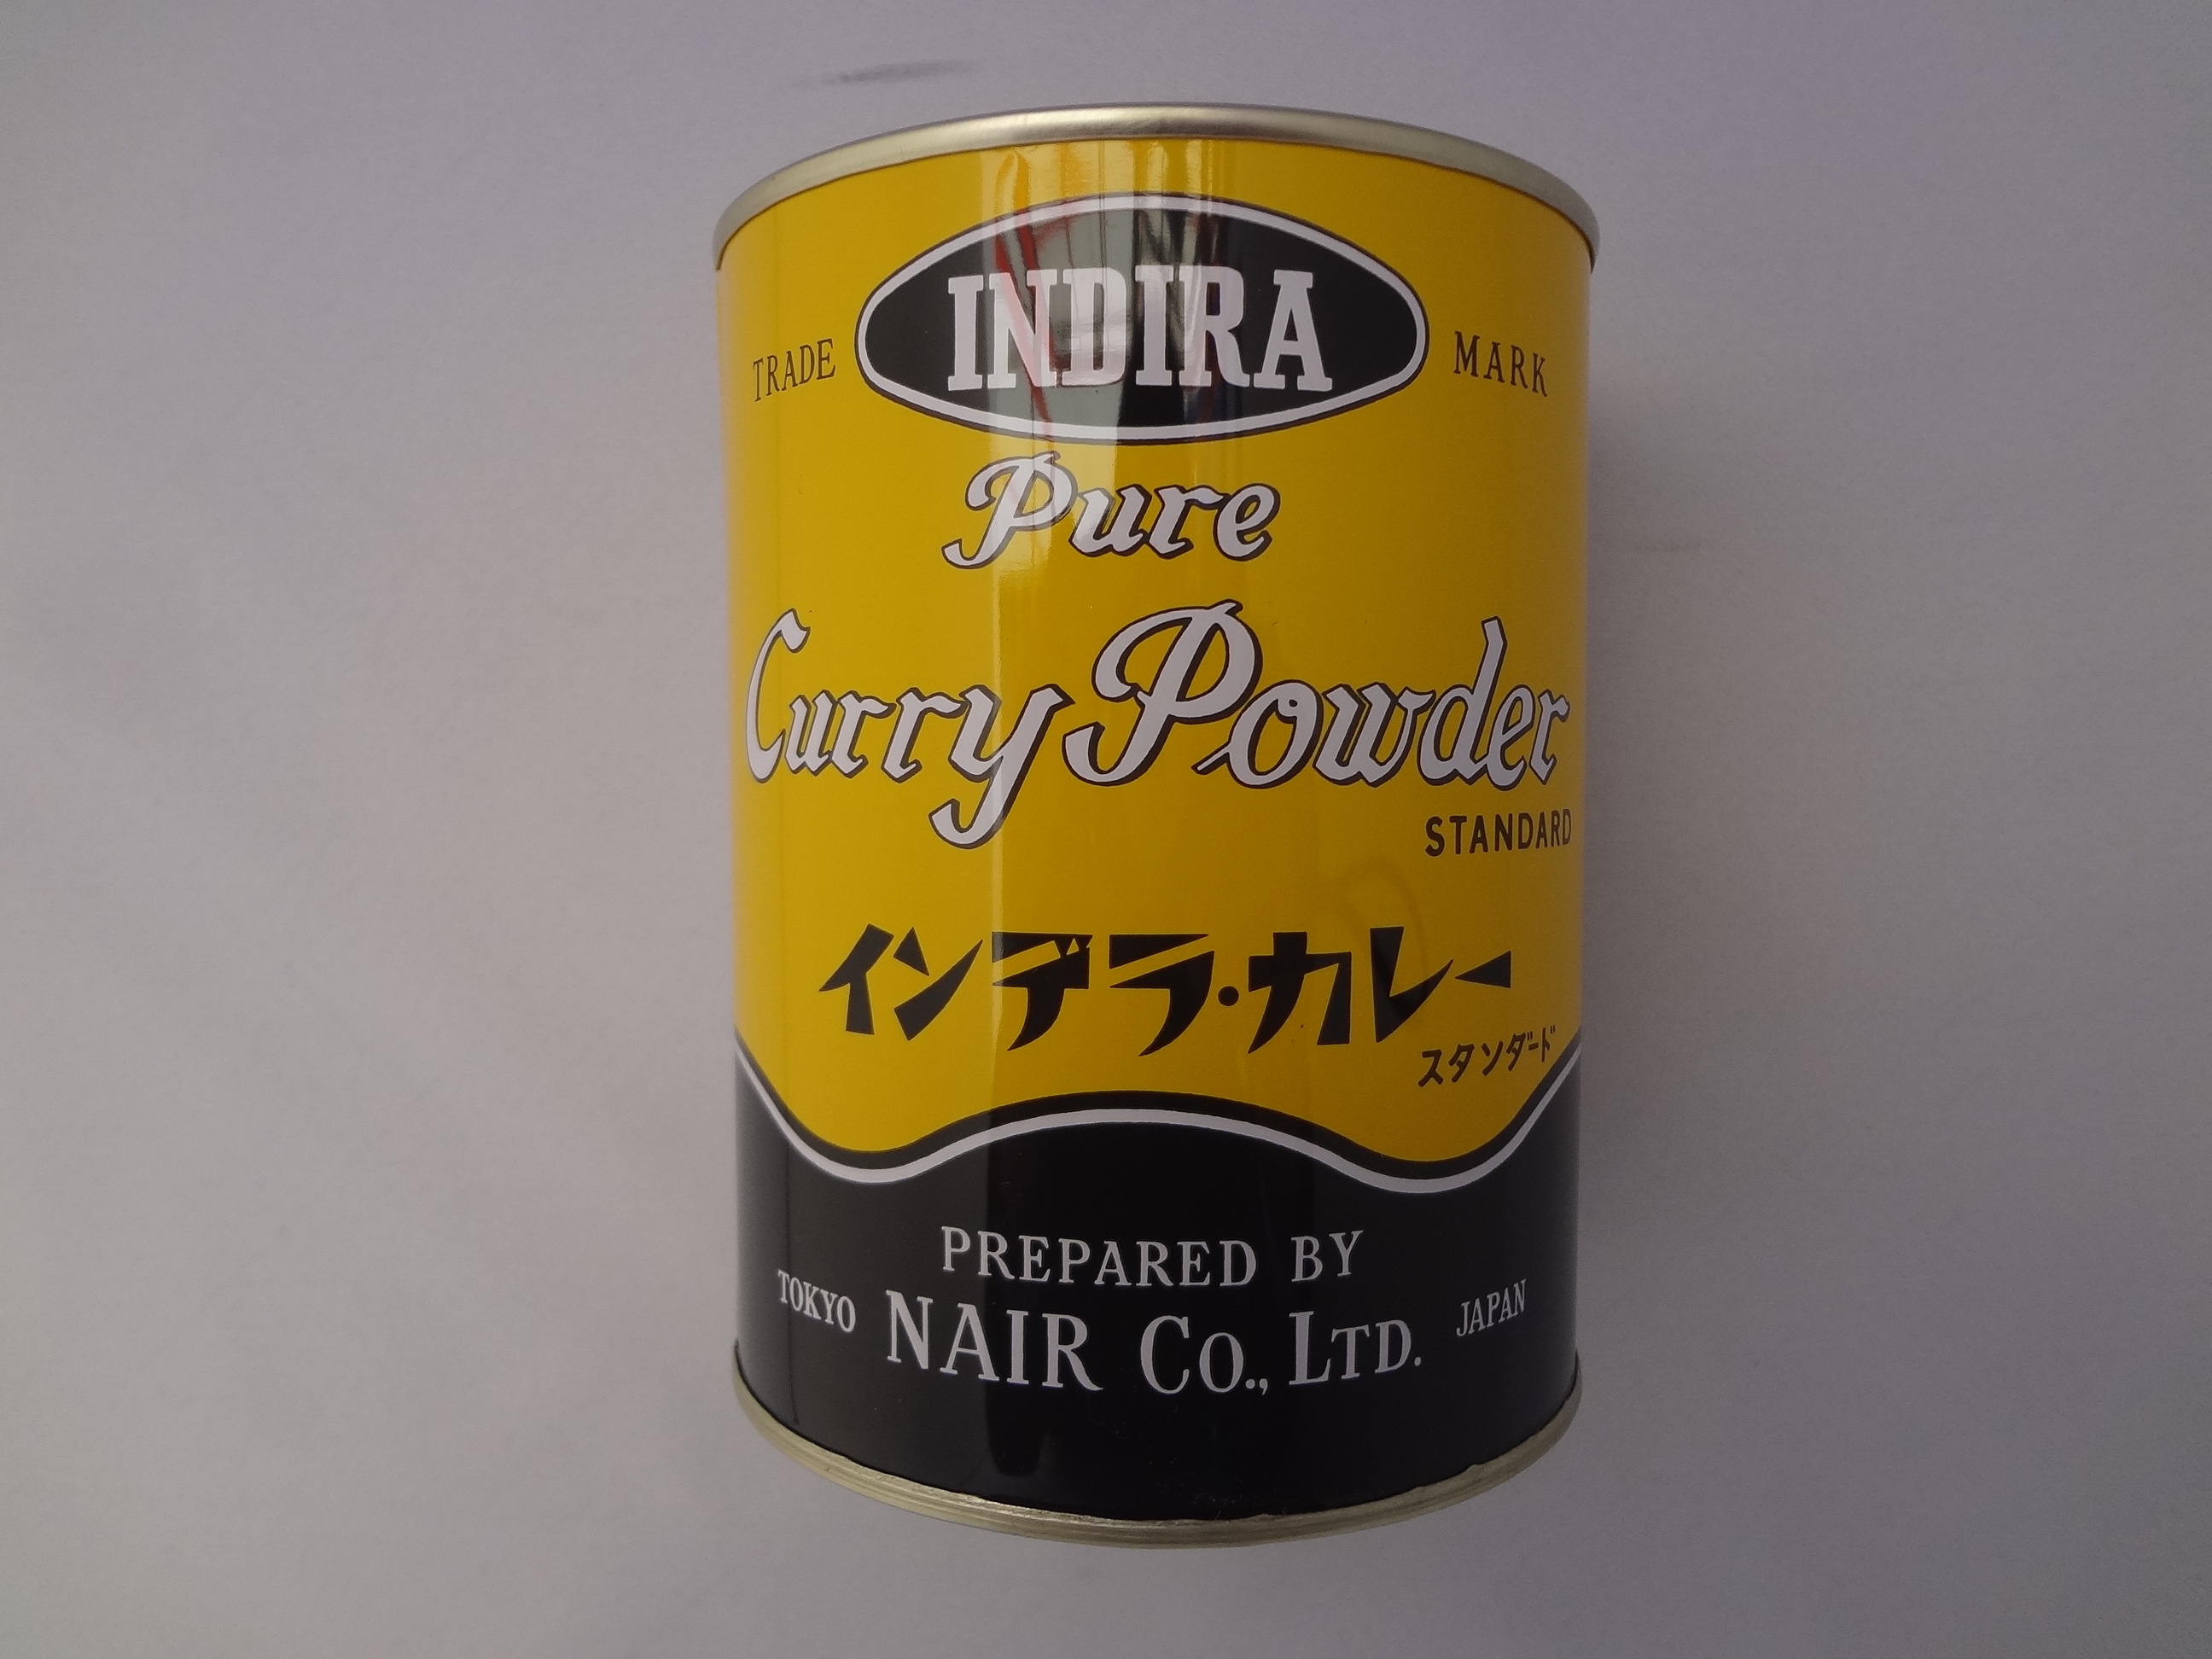 INDIRA
TRADE MARK
Pure
Curry Powder
STANDARD
インデラ・カレー
スタンダード
PREPARED BY
TOKYO NAIR CO., LTD. JAPAN